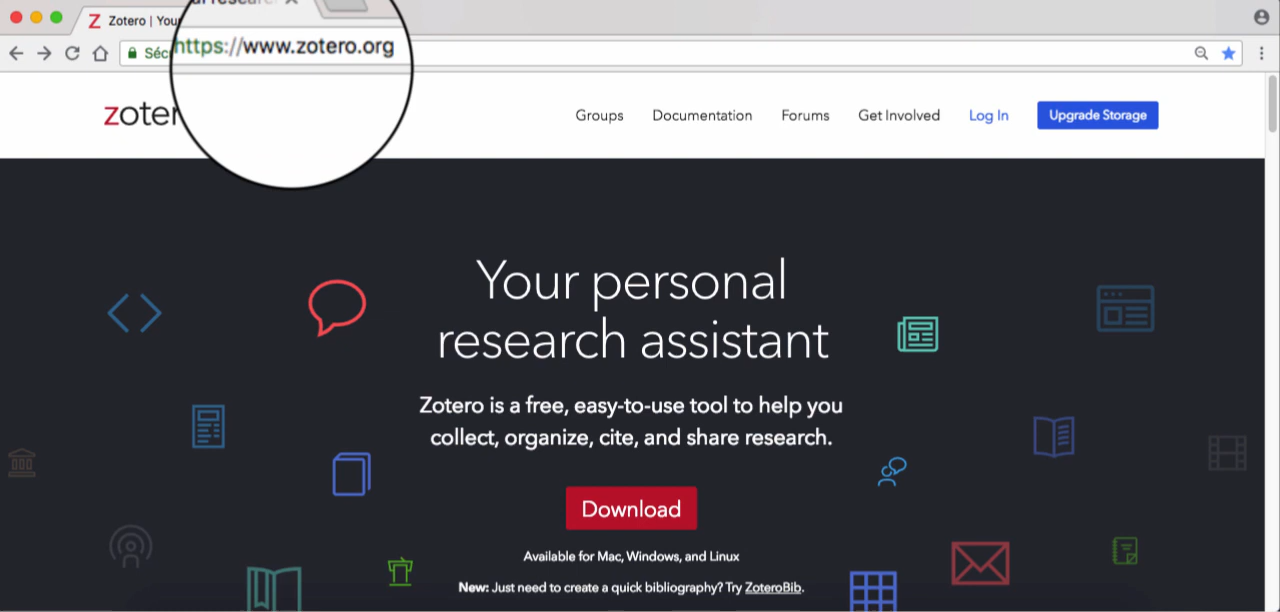 Zotero | Your
https://www.zotero.org
Groups
Documentation
Forums
Get Involved
Log In
Upgrade Storage
Your personal
research assistant
Zotero is a free, easy-to-use tool to help you
collect, organize, cite, and share research.
Download
Available for Mac, Windows, and Linux
New: Just need to create a quick bibliography? Try ZoteroBib.